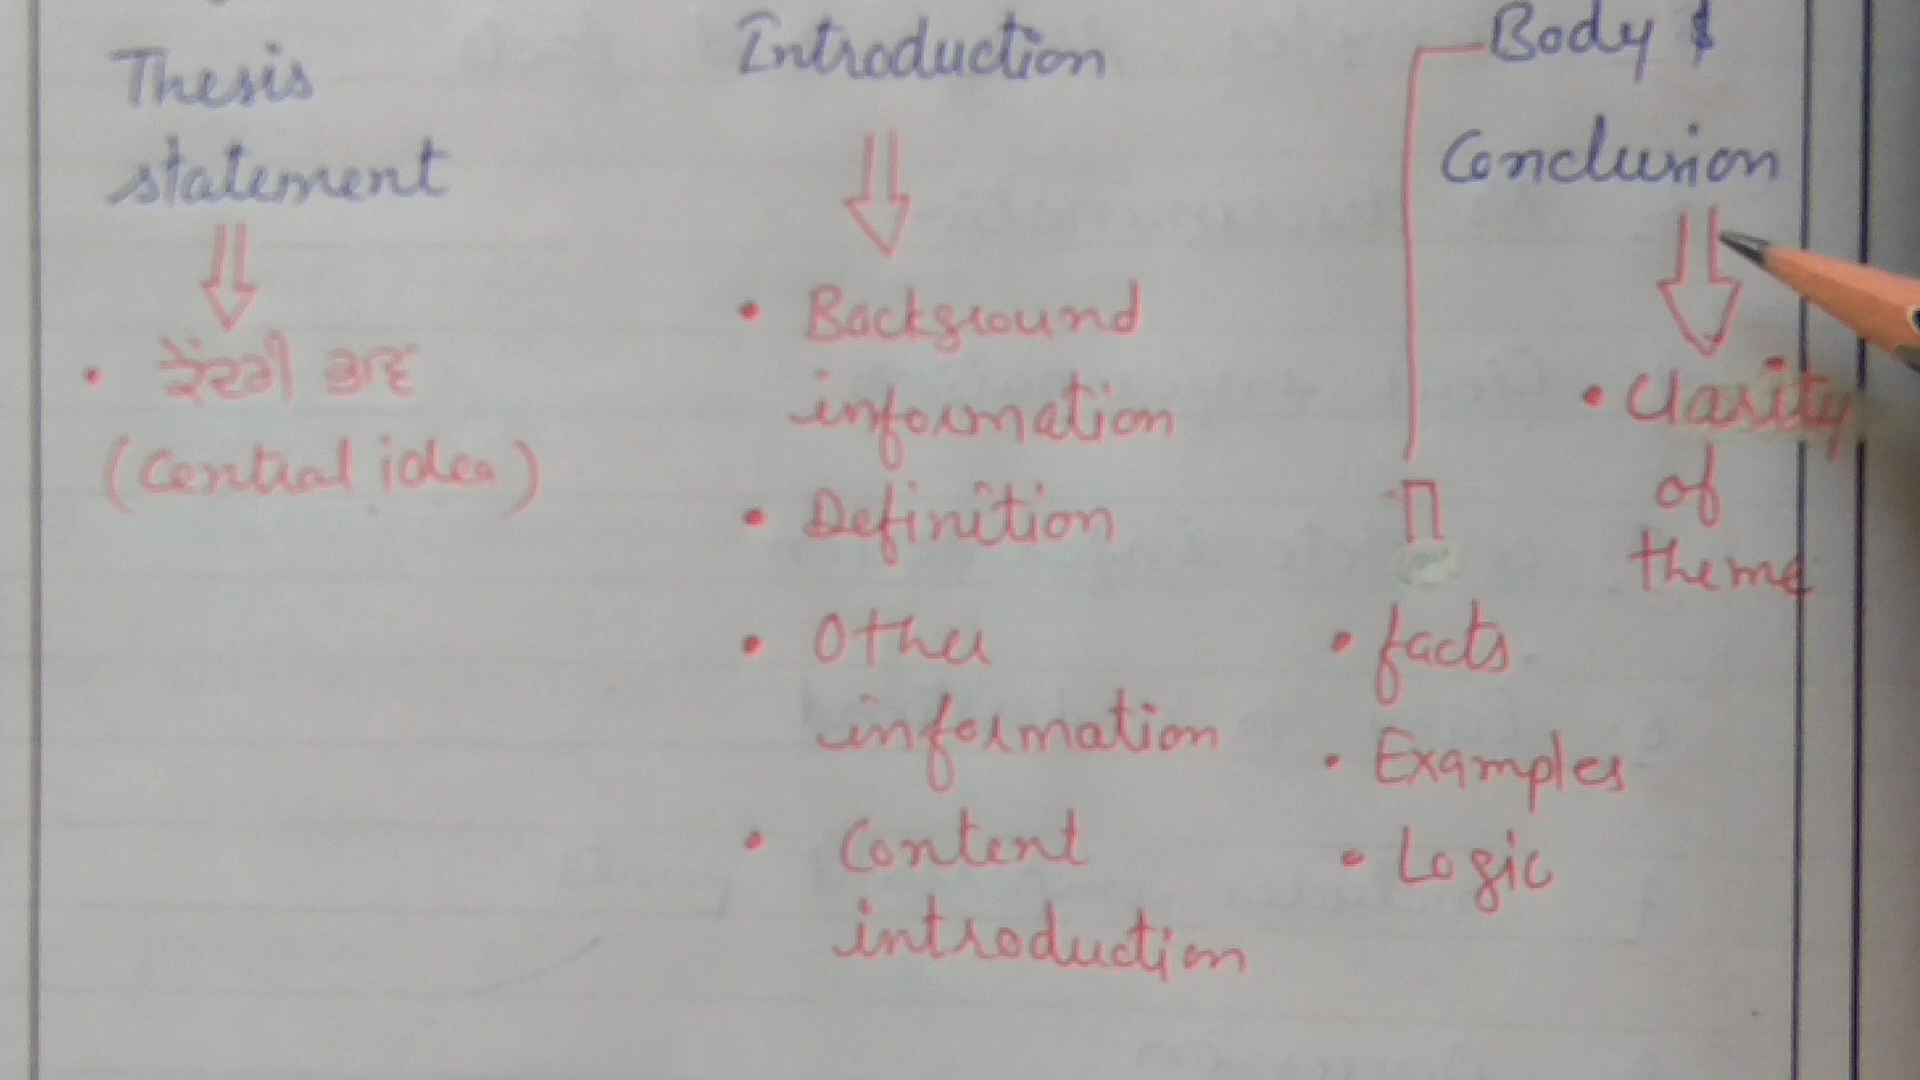 Thesis
statement
• ਕੇਂਦਰੀ ਭਾਵ
(Central idea)
Introduction
• Background
information
• Definition
• Other
information
• Content
introduction
Body &
Conclusion
• Clarity
of
theme
• facts
• Examples
• Logic